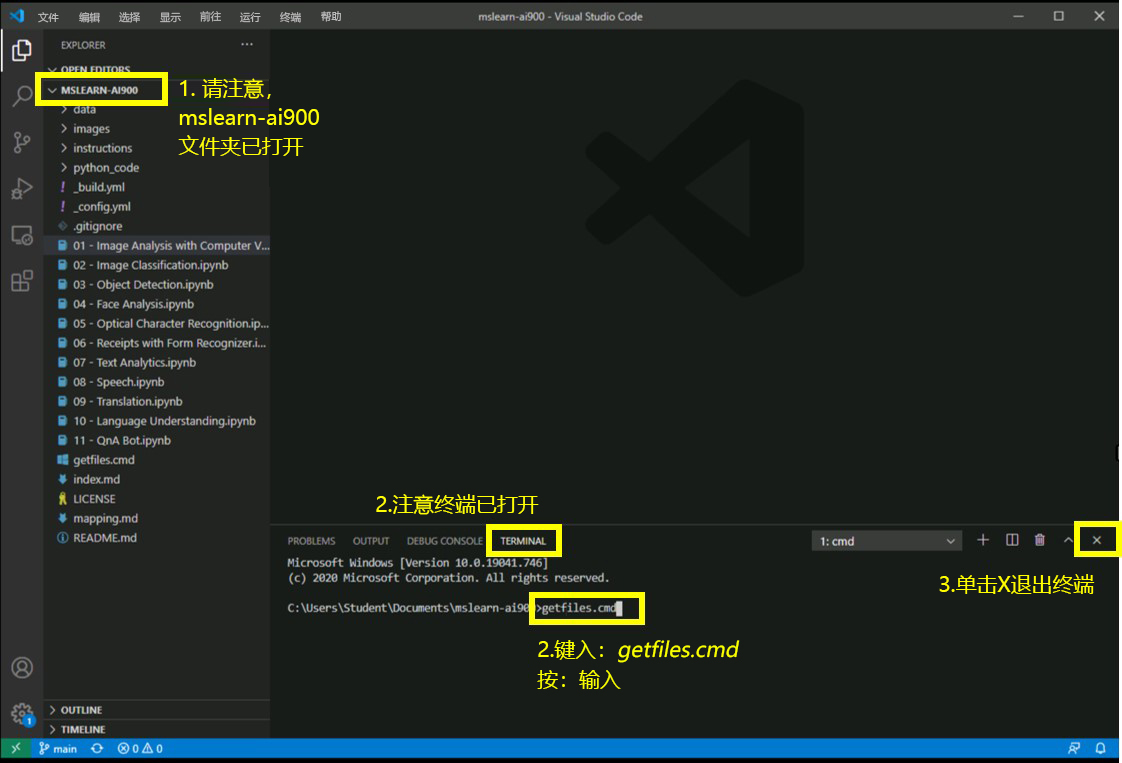 文件 编辑 选择 显示 前往 运行 终端 帮助 mslearn-ai900 - Visual Studio Code
EXPLORER
OPEN EDITORS
MSLEARN-AI900
1. 请注意，
mslearn-ai900
文件夹已打开
data
images
instructions
python_code
_build.yml
_config.yml
.gitignore
01 - Image Analysis with Computer V...
02 - Image Classification.ipynb
03 - Object Detection.ipynb
04 - Face Analysis.ipynb
05 - Optical Character Recognition.ip...
06 - Receipts with Form Recognizer.i...
07 - Text Analytics.ipynb
08 - Speech.ipynb
09 - Translation.ipynb
10 - Language Understanding.ipynb
11 - QnA Bot.ipynb
getfiles.cmd
index.md
LICENSE
mapping.md
README.md
2.注意终端已打开
PROBLEMS OUTPUT DEBUG CONSOLE TERMINAL 1: cmd
Microsoft Windows [Version 10.0.19041.746]
(c) 2020 Microsoft Corporation. All rights reserved.
3.单击X退出终端
C:\Users\Student\Documents\mslearn-ai900>getfiles.cmd
2.键入：getfiles.cmd
按：输入
OUTLINE
TIMELINE
1
main 0 0